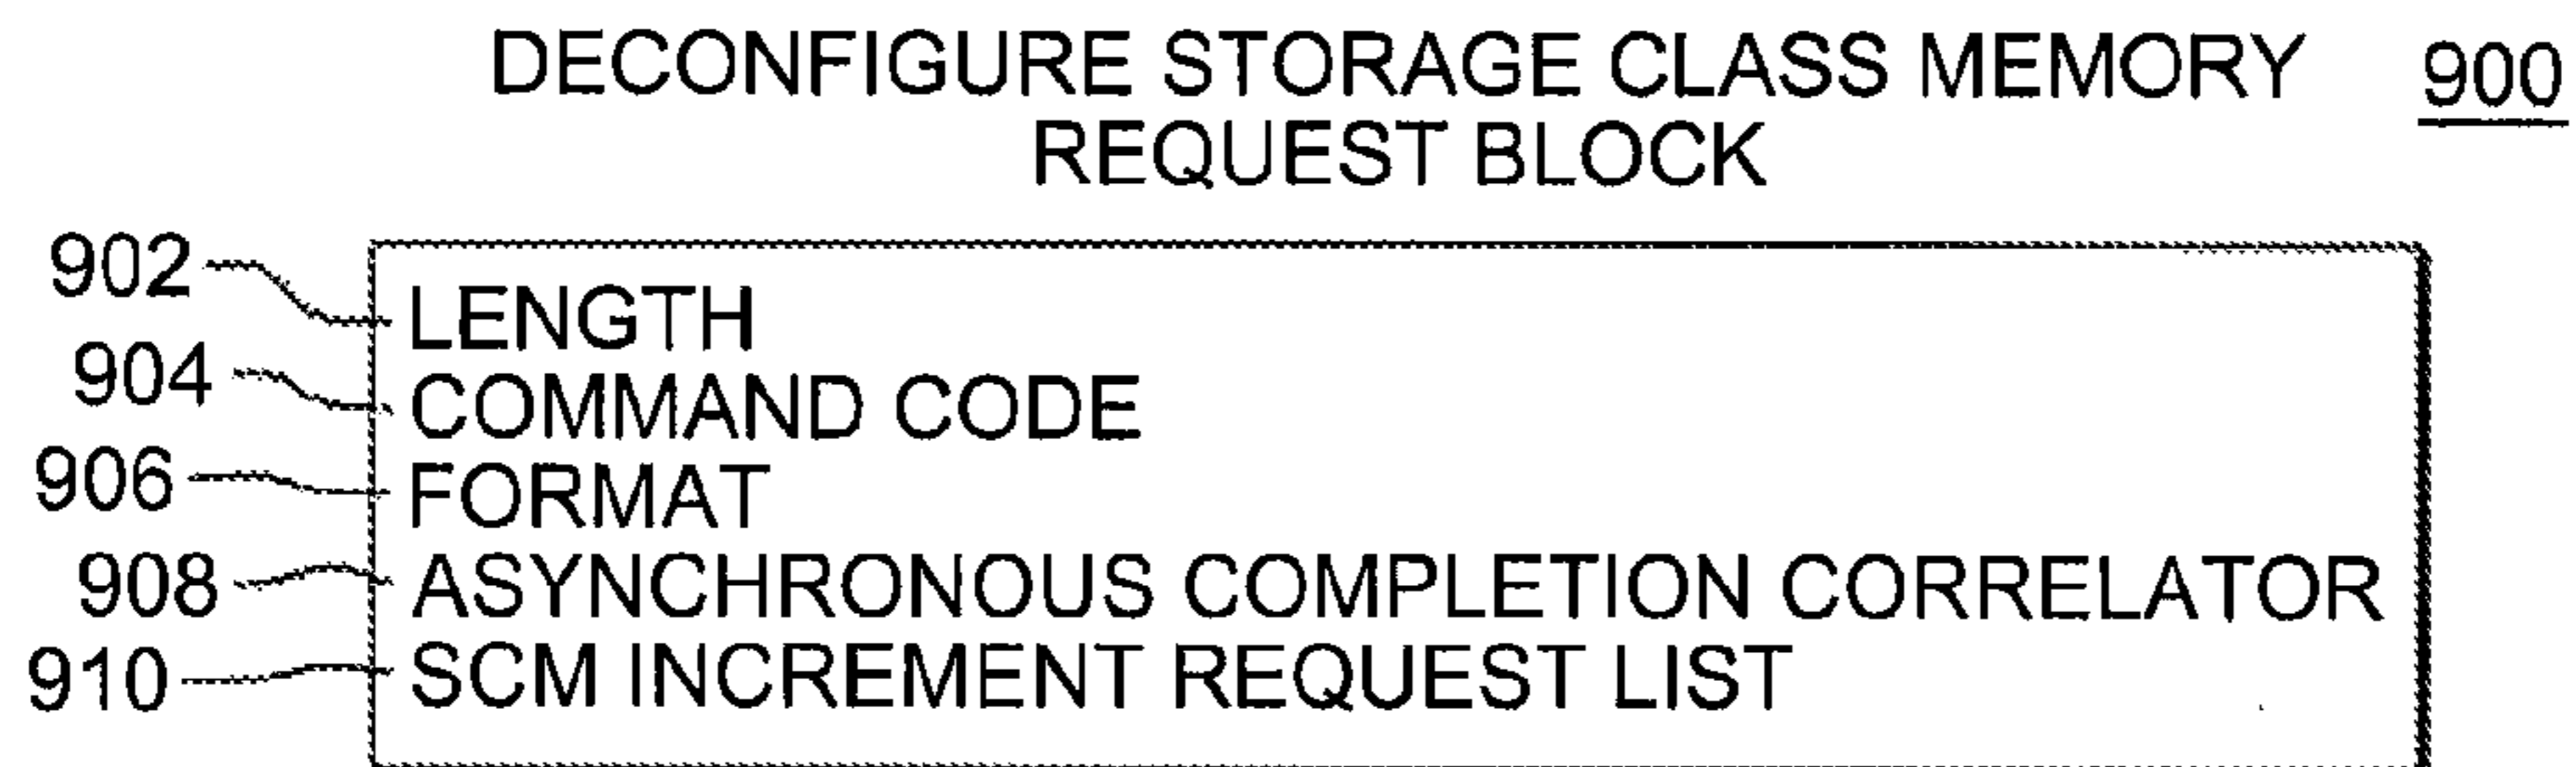 DECONFIGURE STORAGE CLASS MEMORY 900
REQUEST BLOCK
902 LENGTH
904 COMMAND CODE
906 FORMAT
908 ASYNCHRONOUS COMPLETION CORRELATOR
910 SCM INCREMENT REQUEST LIST